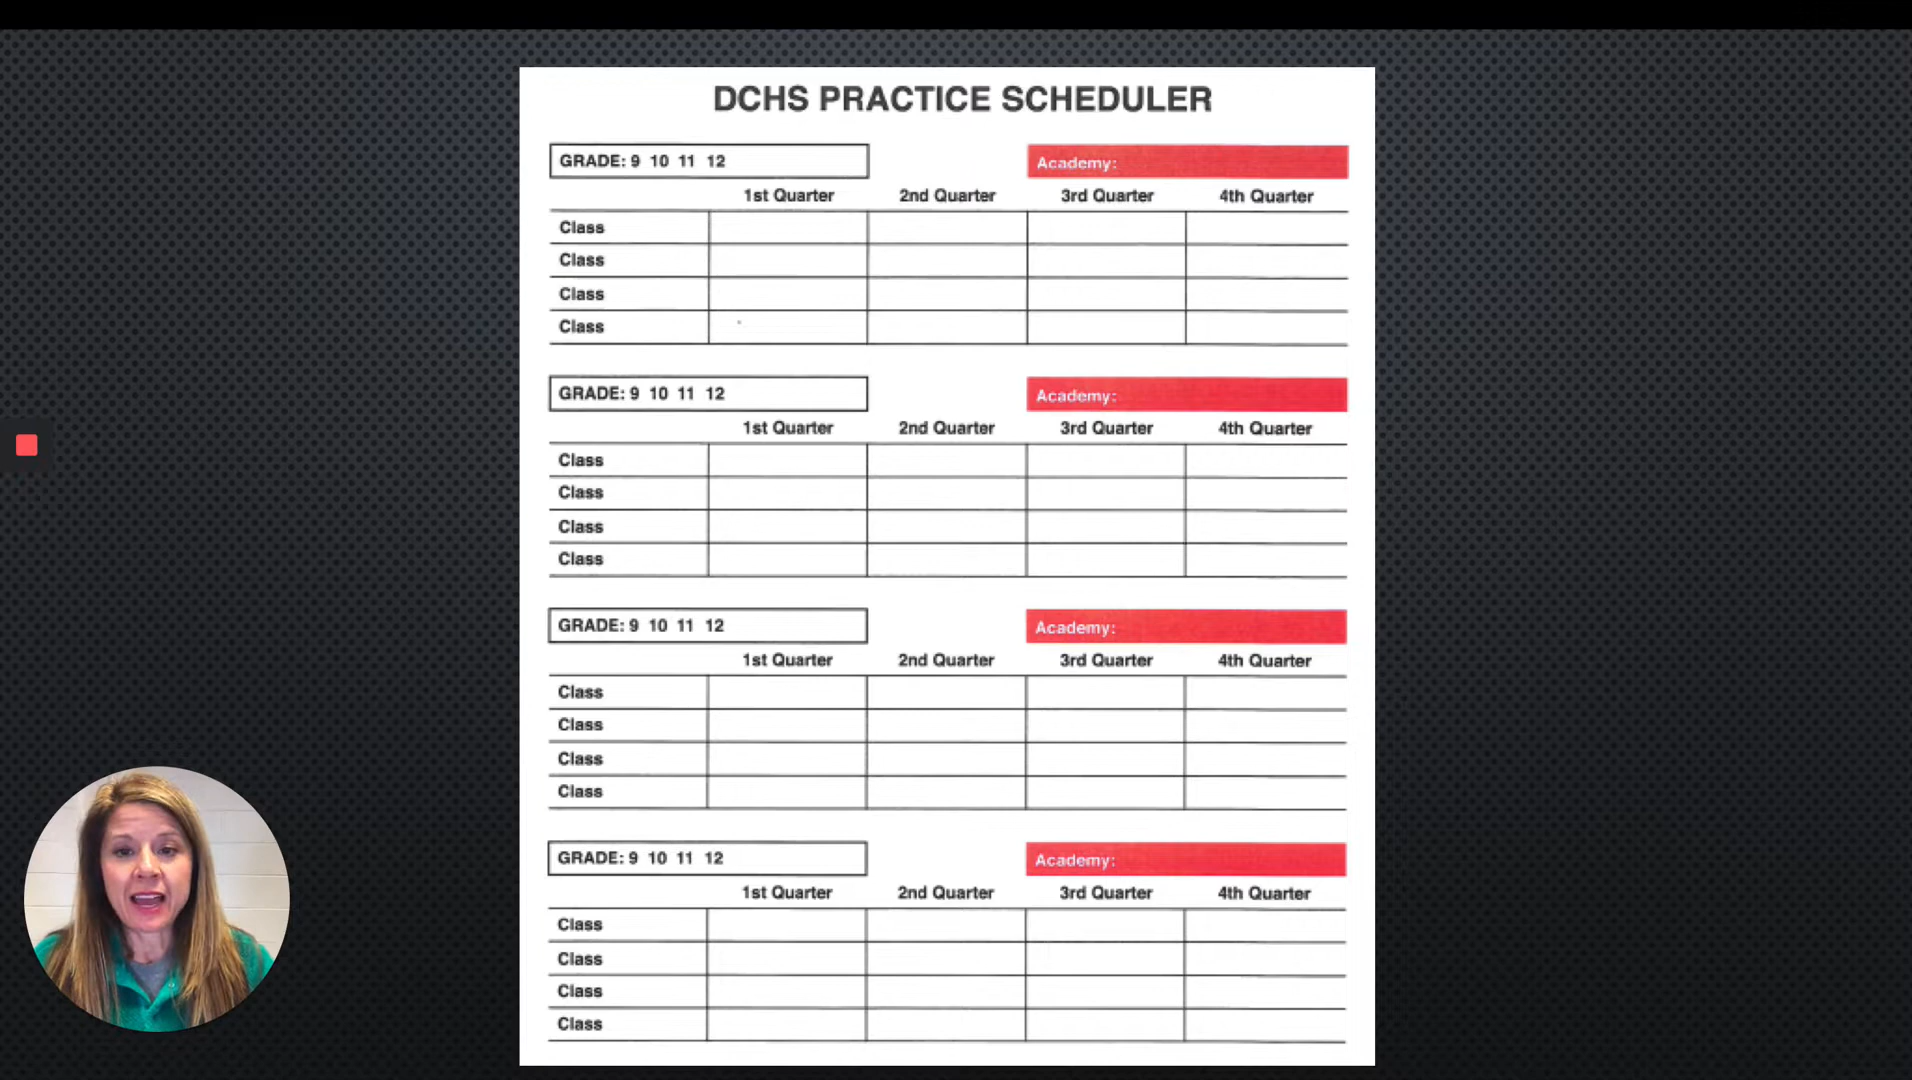 DCHS PRACTICE SCHEDULER
GRADE: 9 10 11 12 Academy:
1st Quarter 2nd Quarter 3rd Quarter 4th Quarter
Class
Class
Class
Class
GRADE: 9 10 11 12 Academy:
1st Quarter 2nd Quarter 3rd Quarter 4th Quarter
Class
Class
Class
Class
GRADE: 9 10 11 12 Academy:
1st Quarter 2nd Quarter 3rd Quarter 4th Quarter
Class
Class
Class
Class
GRADE: 9 10 11 12 Academy:
1st Quarter 2nd Quarter 3rd Quarter 4th Quarter
Class
Class
Class
Class